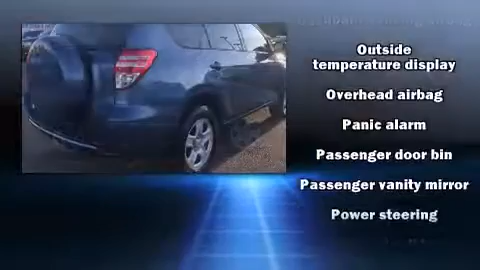 Outside
temperature display
Overhead airbag
Panic alarm
Passenger door bin
Passenger vanity mirror
Power steering